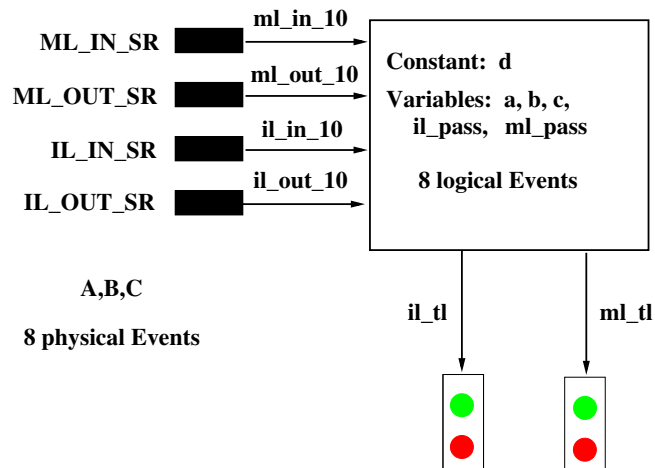 ml_in_10
ML_IN_SR
Constant: d
ml_out_10
ML_OUT_SR
Variables: a, b, c,
il_pass, ml_pass
il_in_10
IL_IN_SR
8 logical Events
il_out_10
IL_OUT_SR
A,B,C
il_tl
ml_tl
8 physical Events